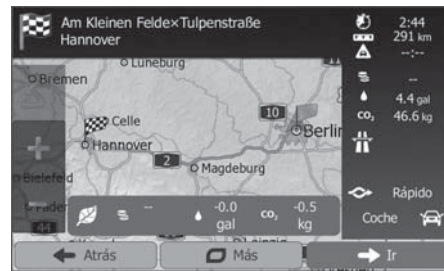 Am Kleinen Felde×Tulpenstraße
Hannover
2:44
291 km
--:--
--
4.4 gal
46.6 kg
Rápido
Coche
Luneburg
Bremen
Celle
Hannover
10
Berlin
2
Magdeburg
Bielefeld
44
--
-0.0
gal
CO₂
-0.5
kg
CO₂
Atrás
Más
Ir